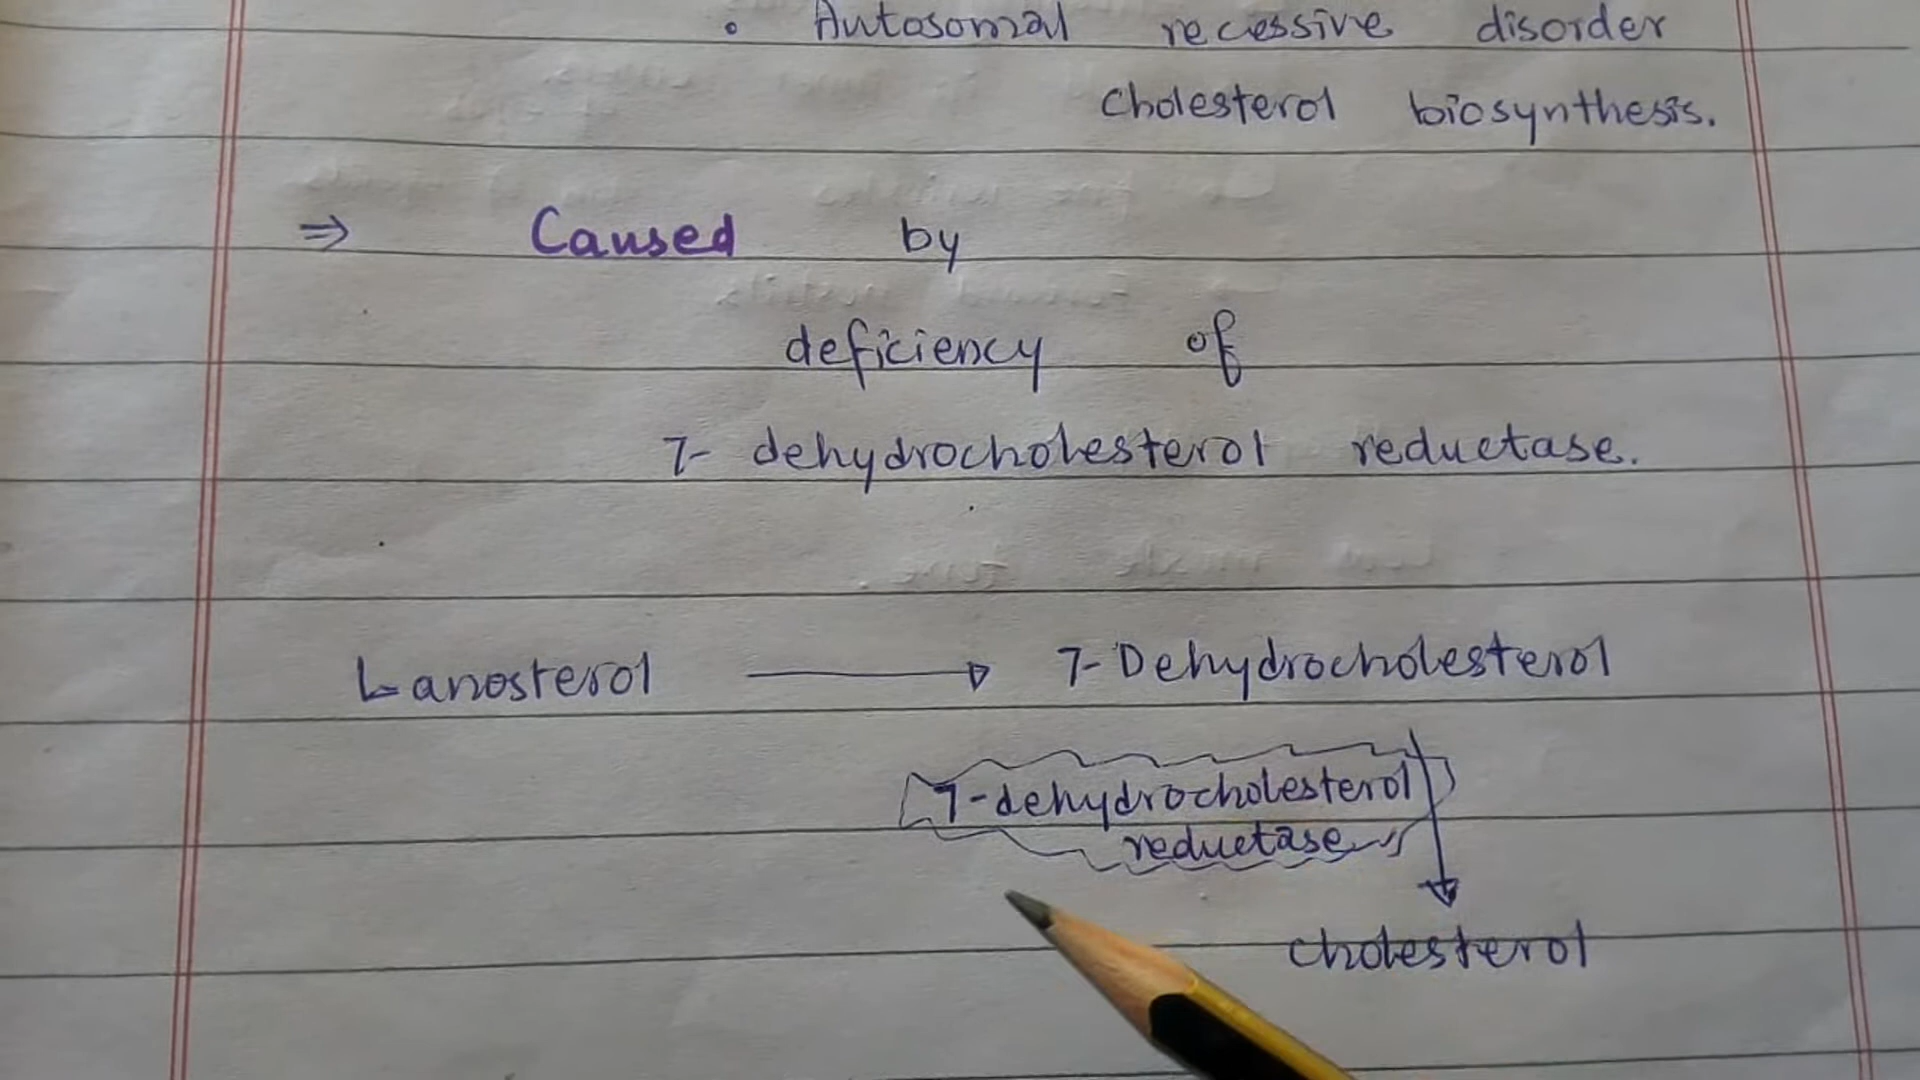 • Autosomal recessive disorder
cholesterol biosynthesis.
⇒ Caused by
deficiency of
7- dehydrocholesterol reductase.
Lanosterol → 7-Dehydrocholesterol
7-dehydrocholesterol
reductase
cholesterol